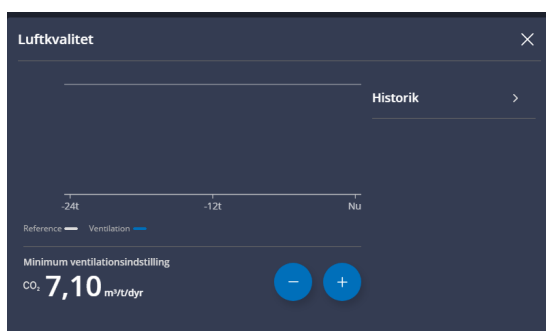 Luftkvalitet
Historik
-24t -12t Nu
Reference Ventilation
Minimum ventilationsindstilling
CO₂ 7,10 m³/t/dyr